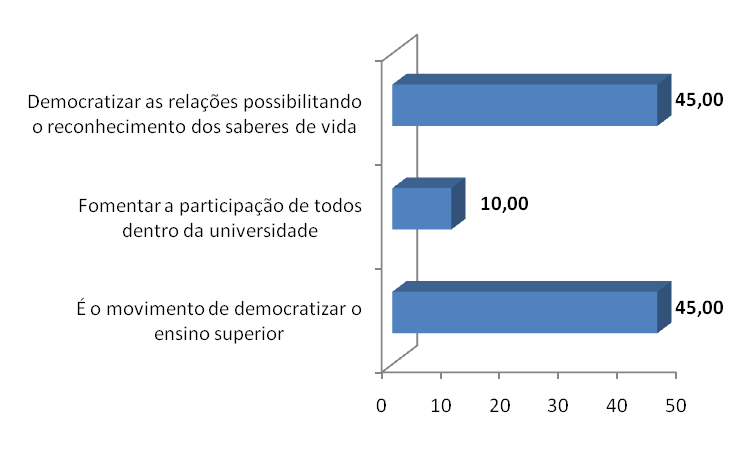 Democratizar as relações possibilitando
o reconhecimento dos saberes de vida
45,00
Fomentar a participação de todos
dentro da universidade
10,00
É o movimento de democratizar o
ensino superior
45,00
0 10 20 30 40 50